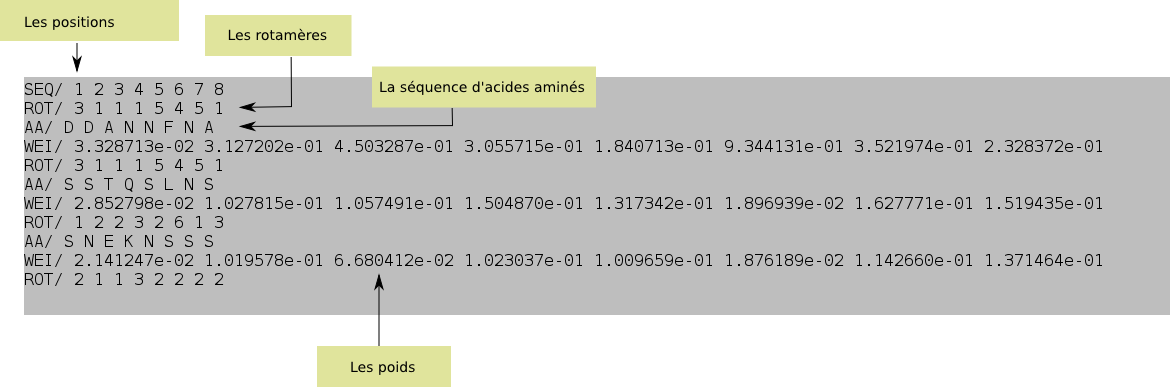 Les positions
Les rotamères
La séquence d'acides aminés
SEQ/ 1 2 3 4 5 6 7 8
ROT/ 3 1 1 1 5 4 5 1
AA/ D D A N N F N A
WEI/ 3.328713e-02 3.127202e-01 4.503287e-01 3.055715e-01 1.840713e-01 9.344131e-01 3.521974e-01 2.328372e-01
ROT/ 3 1 1 1 5 4 5 1
AA/ S S T Q S L N S
WEI/ 2.852798e-02 1.027815e-01 1.057491e-01 1.504870e-01 1.317342e-01 1.896939e-02 1.627771e-01 1.519435e-01
ROT/ 1 2 2 3 2 6 1 3
AA/ S N E K N S S S
WEI/ 2.141247e-02 1.019578e-01 6.680412e-02 1.023037e-01 1.009659e-01 1.876189e-02 1.142660e-01 1.371464e-01
ROT/ 2 1 1 3 2 2 2 2
Les poids